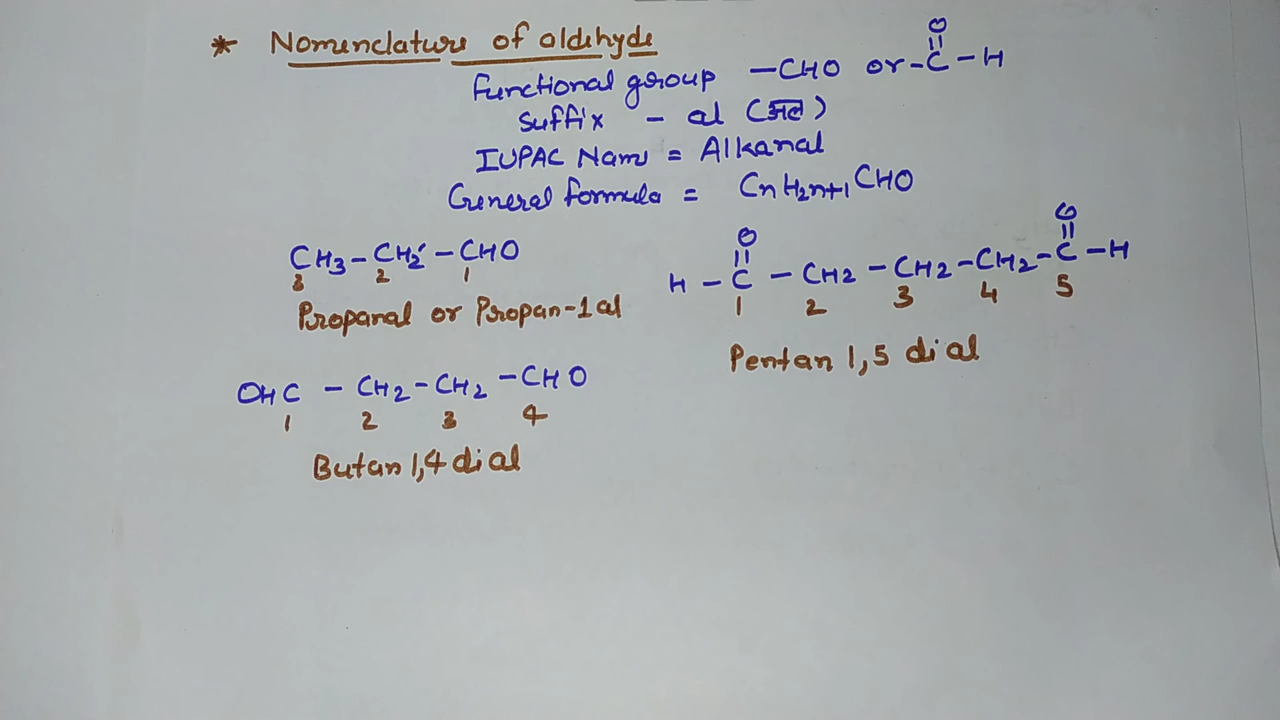 * Nomenclature of aldehyde
Functional group -CHO or -C-H
O
||
Suffix - al (अल)
IUPAC Nam = Alkanal
General formula = CnH2n+1CHO
CH3-CH2-CHO
3 2 1
Propanal or Propan-1al
O O
|| ||
H-C-CH2-CH2-CH2-C-H
1 2 3 4 5
Pentan 1,5 dial
OHC-CH2-CH2-CHO
1 2 3 4
Butan 1,4 dial